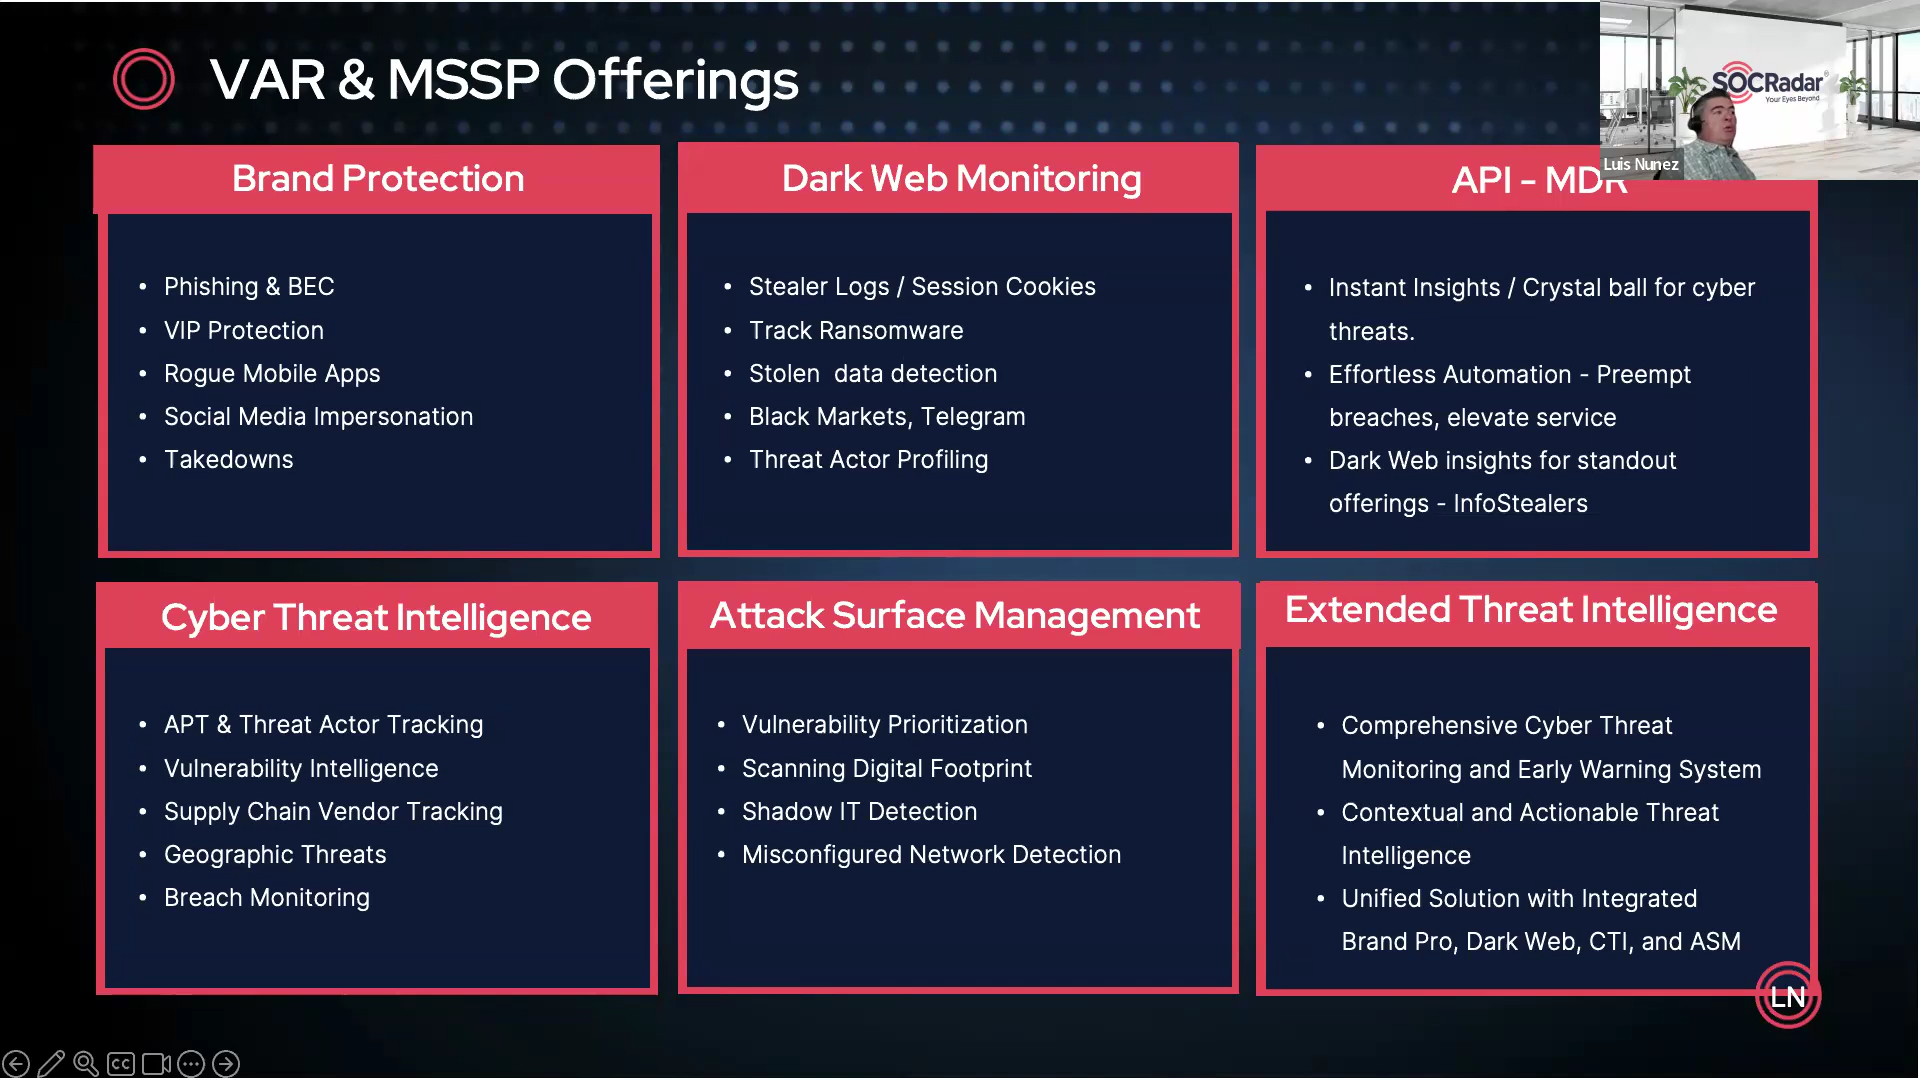 VAR & MSSP Offerings
SOCRadar®
Your Eyes Beyond
Luis Nunez
Brand Protection
Phishing & BEC
VIP Protection
Rogue Mobile Apps
Social Media Impersonation
Takedowns
Dark Web Monitoring
Stealer Logs / Session Cookies
Track Ransomware
Stolen data detection
Black Markets, Telegram
Threat Actor Profiling
API - MDR
Instant Insights / Crystal ball for cyber
threats.
Effortless Automation - Preempt
breaches, elevate service
Dark Web insights for standout
offerings - InfoStealers
Cyber Threat Intelligence
APT & Threat Actor Tracking
Vulnerability Intelligence
Supply Chain Vendor Tracking
Geographic Threats
Breach Monitoring
Attack Surface Management
Vulnerability Prioritization
Scanning Digital Footprint
Shadow IT Detection
Misconfigured Network Detection
Extended Threat Intelligence
Comprehensive Cyber Threat
Monitoring and Early Warning System
Contextual and Actionable Threat
Intelligence
Unified Solution with Integrated
Brand Pro, Dark Web, CTI, and ASM
LN
CC